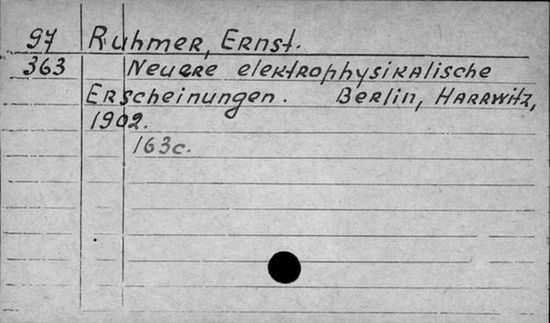 97 Ruhmer, Ernst.
363 Neuere elektrophysikalische
Erscheinungen. Berlin, Harrwitz,
1902.
163c.